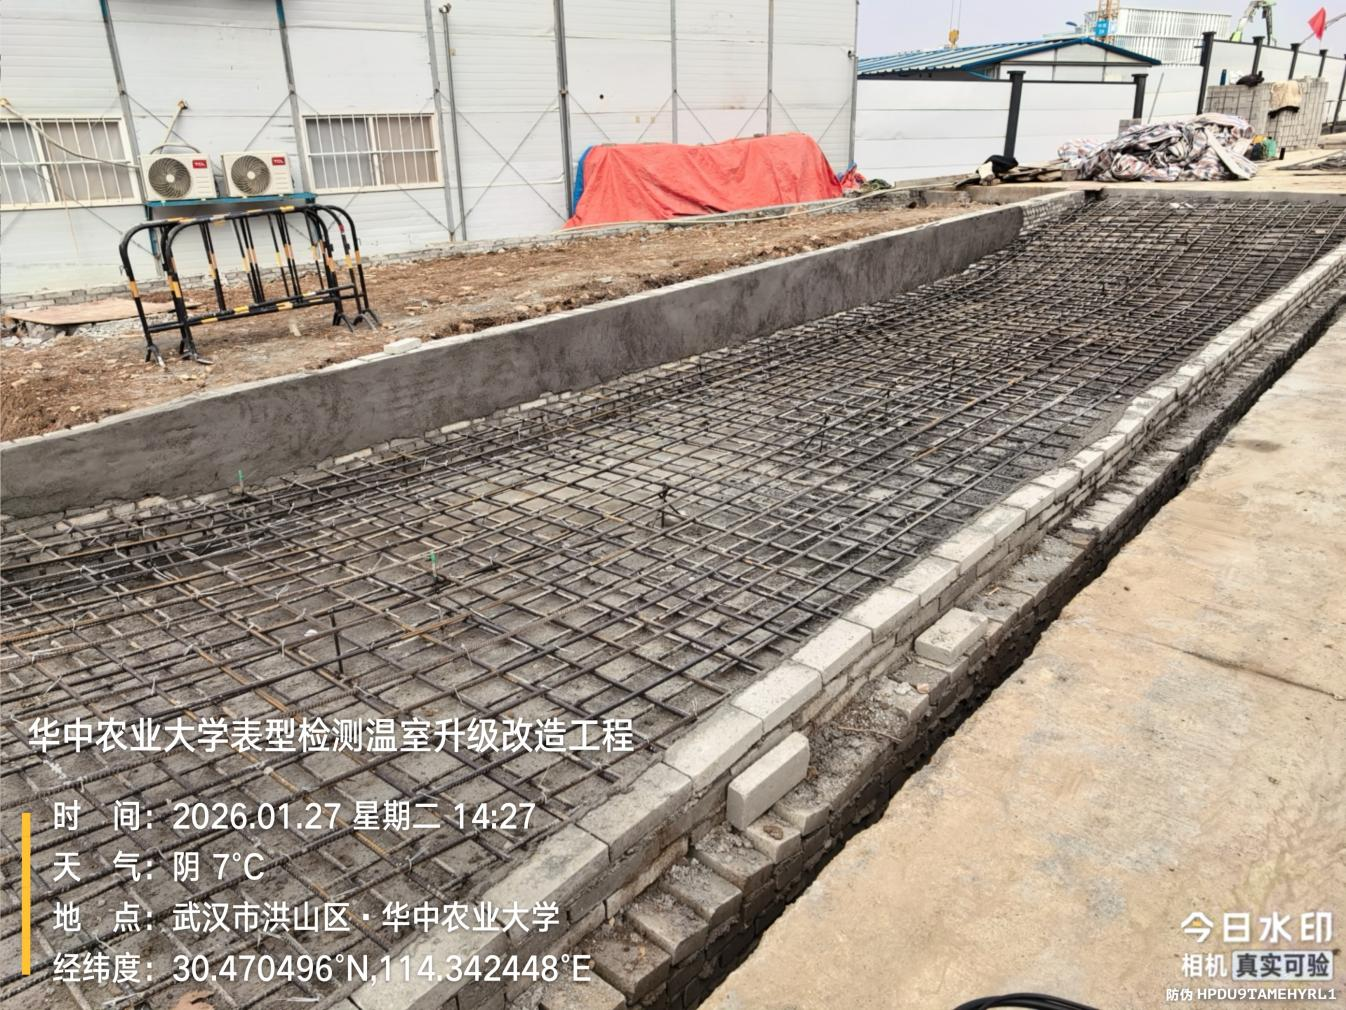 TCL TCL
华中农业大学表型检测温室升级改造工程
时 间：2026.01.27 星期二 14:27
天 气：阴 7°C
地 点：武汉市洪山区·华中农业大学
经纬度：30.470496°N,114.342448°E
今日水印
相机 真实可验
防伪 HPDU9TAMEHYRL1